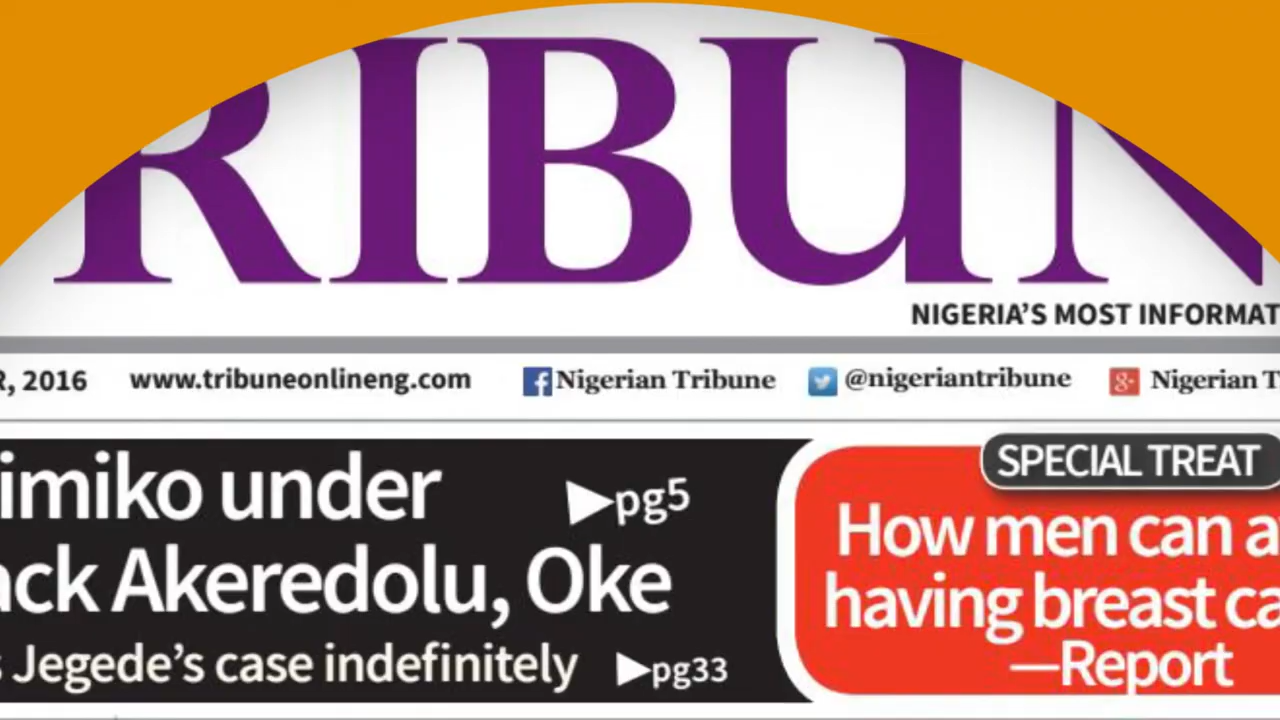 RIBUN
NIGERIA'S MOST INFORMAT
R, 2016 www.tribuneonlineng.com Nigerian Tribune @nigeriantribune Nigerian T
imiko under ▶pg5
ack Akeredolu, Oke
s Jegede's case indefinitely ▶pg33
SPECIAL TREAT
How men can a
having breast ca
—Report